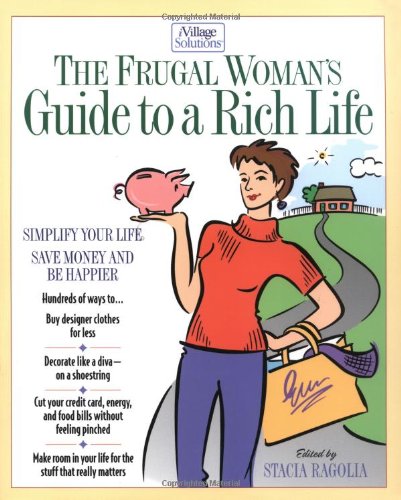 Copyrighted Material
iVillage
Solutions
THE FRUGAL WOMAN'S
Guide to a Rich Life
SIMPLIFY YOUR LIFE,
SAVE MONEY AND
BE HAPPIER
Hundreds of ways to...
Buy designer clothes
for less
Decorate like a diva—
on a shoestring
Cut your credit card, energy,
and food bills without
feeling pinched
Make room in your life for the
stuff that really matters
Edited by
STACIA RAGOLIA
Copyrighted Material